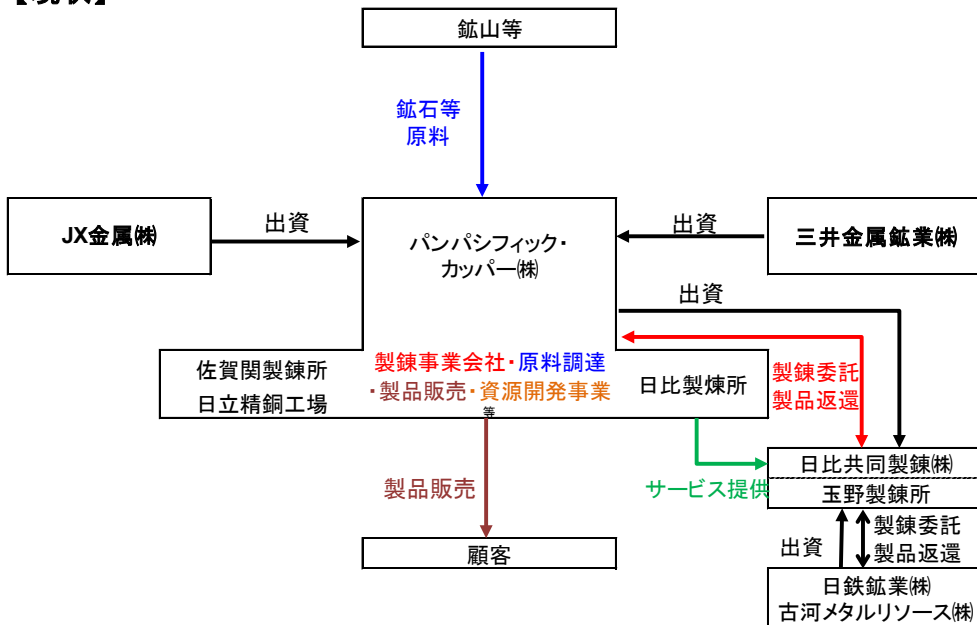 【現状】
鉱山等
鉱石等
原料
JX金属㈱
出資
パンパシフィック・
カッパー㈱
出資
三井金属鉱業㈱
出資
佐賀関製錬所
日立精銅工場
製錬事業会社・原料調達
・製品販売・資源開発事業
等
日比製煉所
製錬委託
製品返還
製品販売
サービス提供
日比共同製錬㈱
玉野製錬所
出資
製錬委託
製品返還
顧客
日鉄鉱業㈱
古河メタルリソース㈱